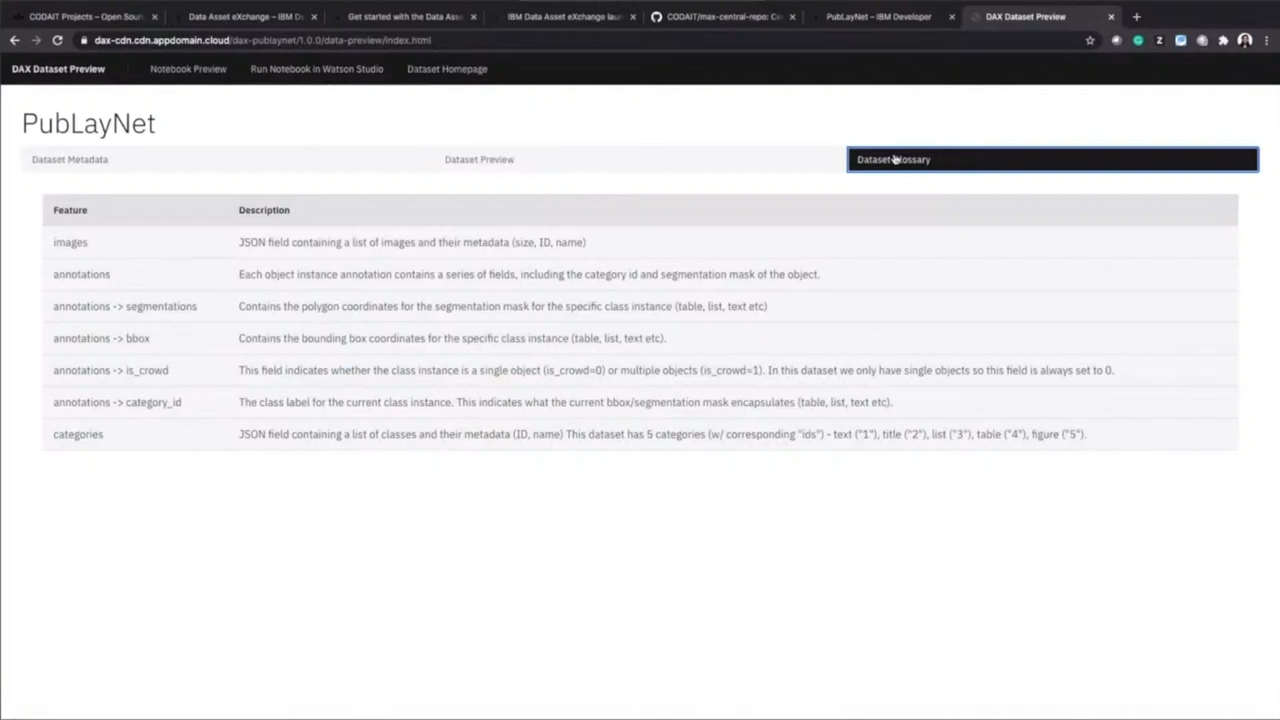 CODAIT Projects – Open Sour
Data Asset eXchange – IBM De
Get started with the Data Asse
IBM Data Asset eXchange lau
CODAIT/max-central-repo: Ce
PubLayNet – IBM Developer
DAX Dataset Preview
dax-cdn.cdn.appdomain.cloud/dax-publaynet/1.0.0/data-preview/index.html
DAX Dataset Preview
Notebook Preview
Run Notebook in Watson Studio
Dataset Homepage
PubLayNet
Dataset Metadata
Dataset Preview
Dataset Glossary
Feature Description
images JSON field containing a list of images and their metadata (size, ID, name)
annotations Each object instance annotation contains a series of fields, including the category id and segmentation mask of the object.
annotations -> segmentations Contains the polygon coordinates for the segmentation mask for the specific class instance (table, list, text etc)
annotations -> bbox Contains the bounding box coordinates for the specific class instance (table, list, text etc).
annotations -> is_crowd This field indicates whether the class instance is a single object (is_crowd=0) or multiple objects (is_crowd=1). In this dataset we only have single objects so this field is always set to 0.
annotations -> category_id The class label for the current class instance. This indicates what the current bbox/segmentation mask encapsulates (table, list, text etc).
categories JSON field containing a list of classes and their metadata (ID, name) This dataset has 5 categories (w/ corresponding "ids") - text ("1"), title ("2"), list ("3"), table ("4"), figure ("5").